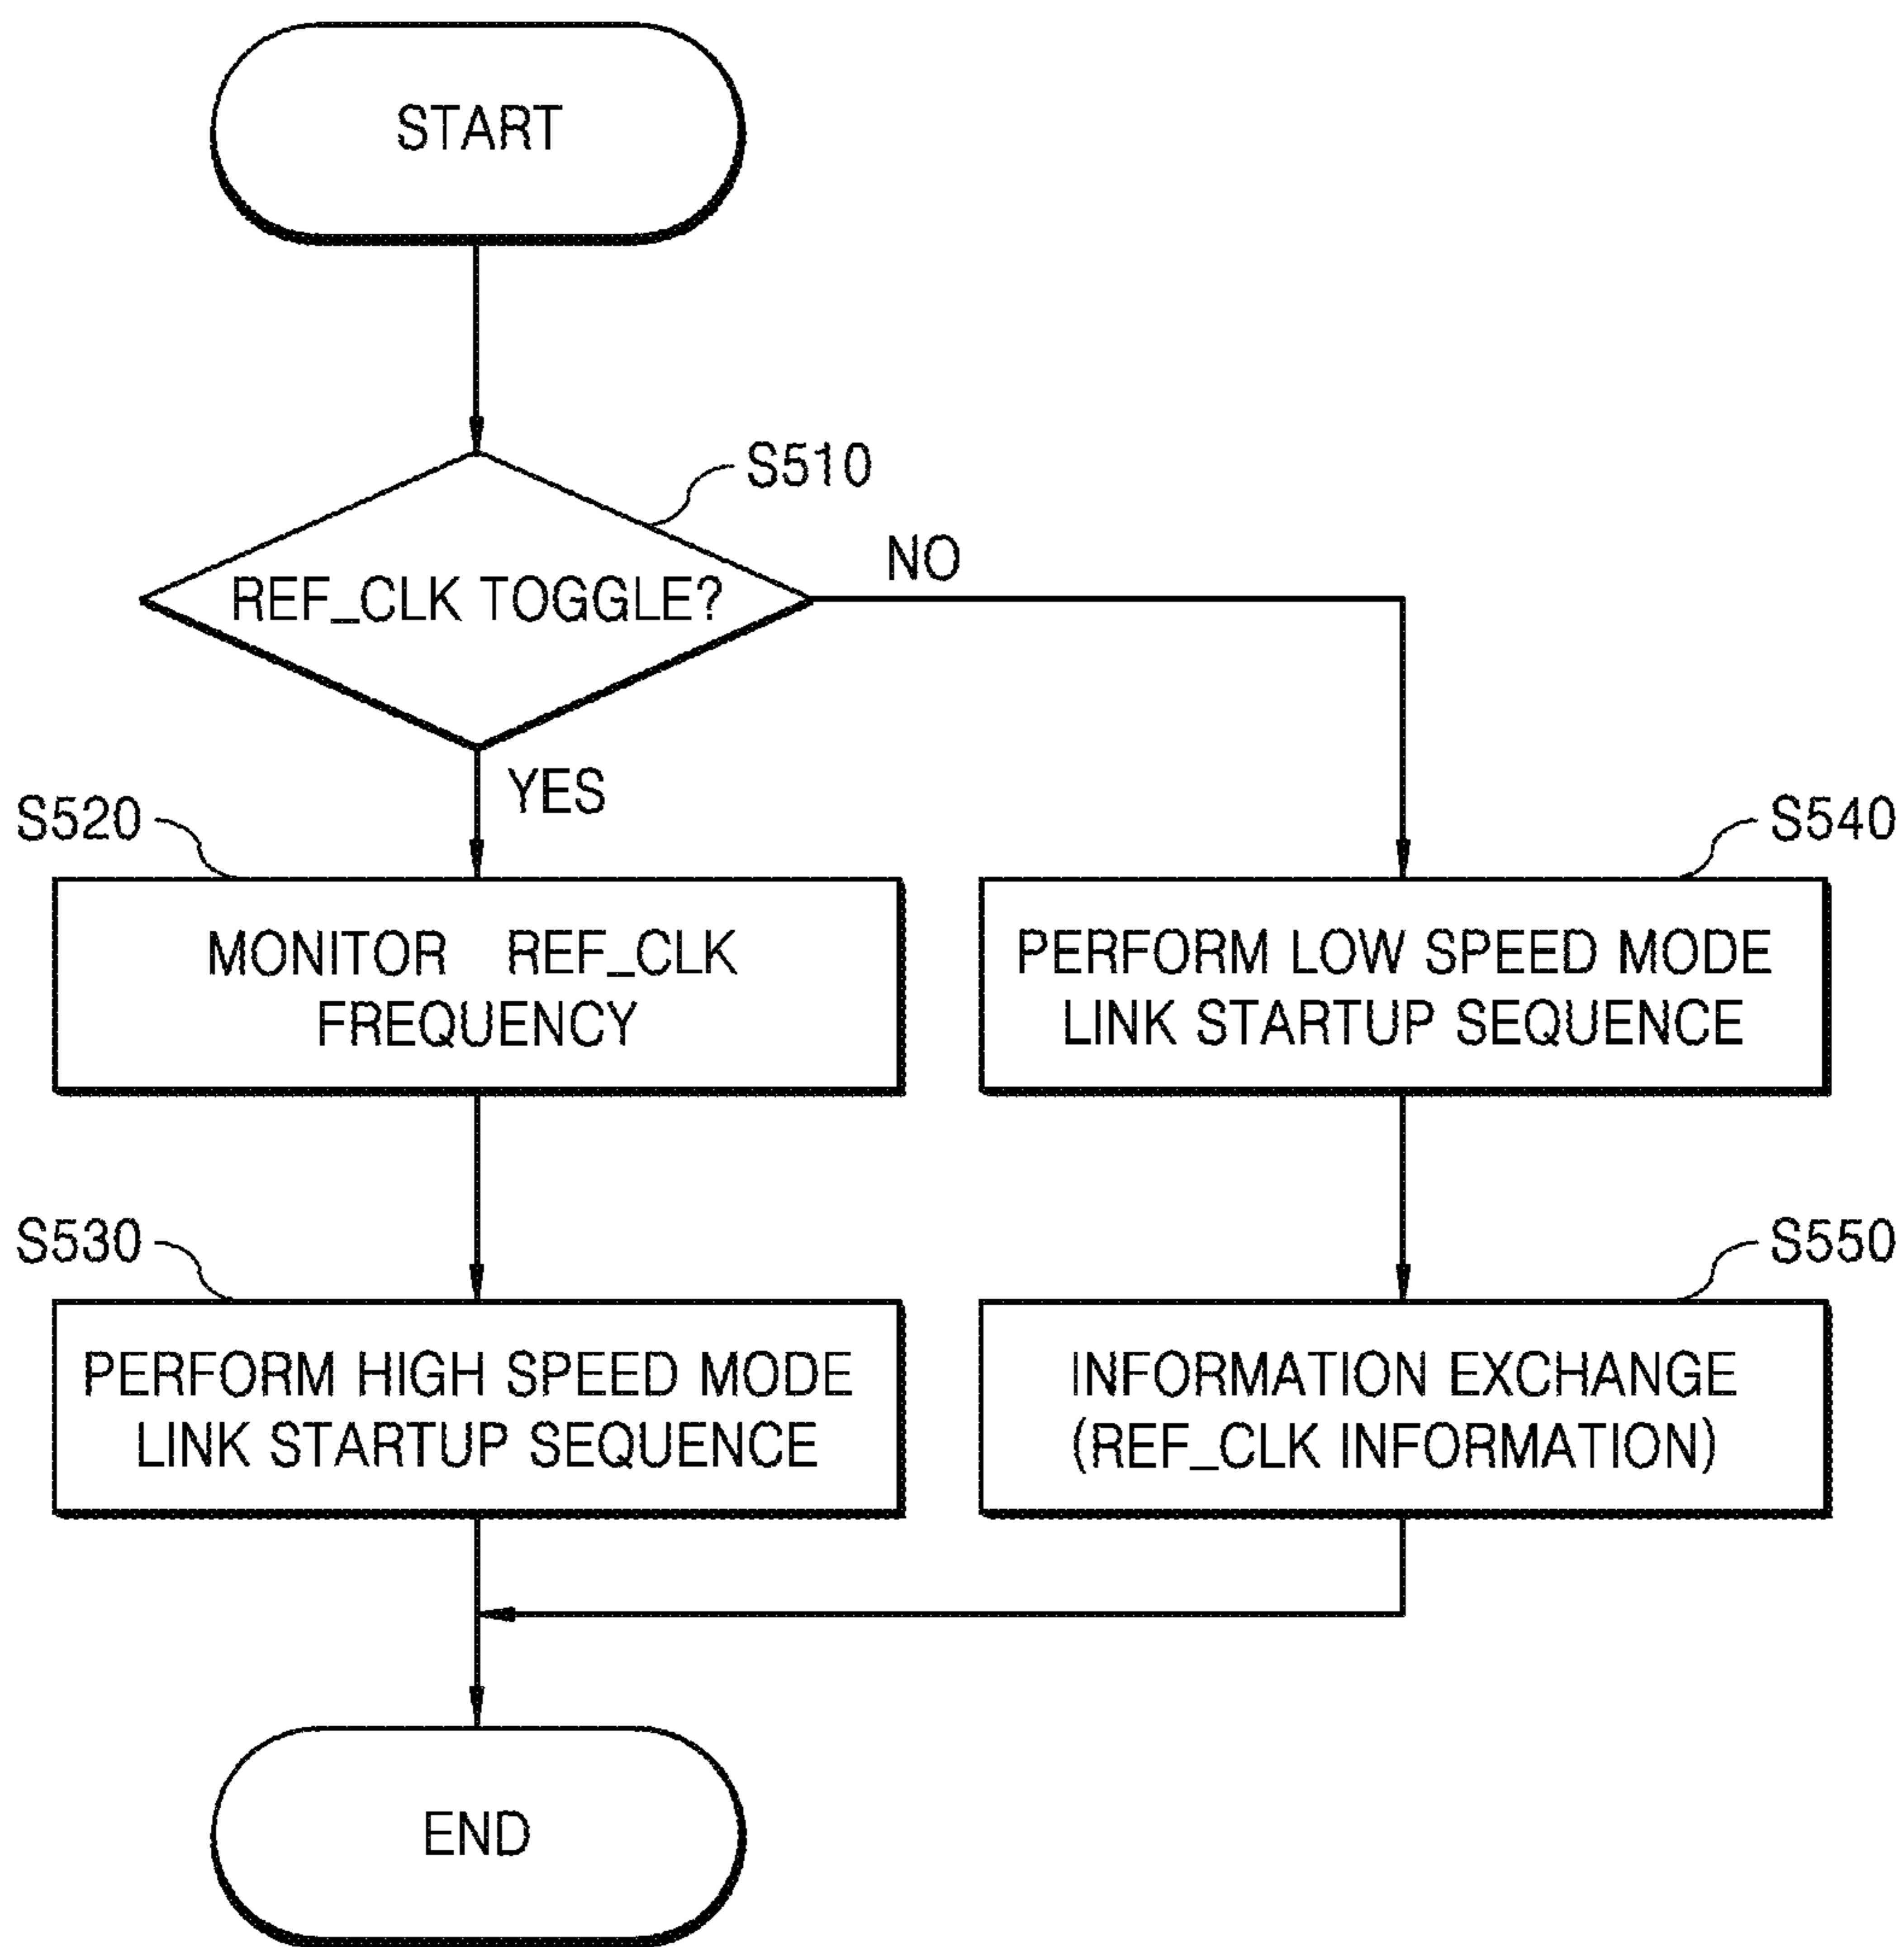 START
S510
REF_CLK TOGGLE?
NO
YES
S520
MONITOR REF_CLK
FREQUENCY
S540
PERFORM LOW SPEED MODE
LINK STARTUP SEQUENCE
S530
PERFORM HIGH SPEED MODE
LINK STARTUP SEQUENCE
S550
INFORMATION EXCHANGE
(REF_CLK INFORMATION)
END